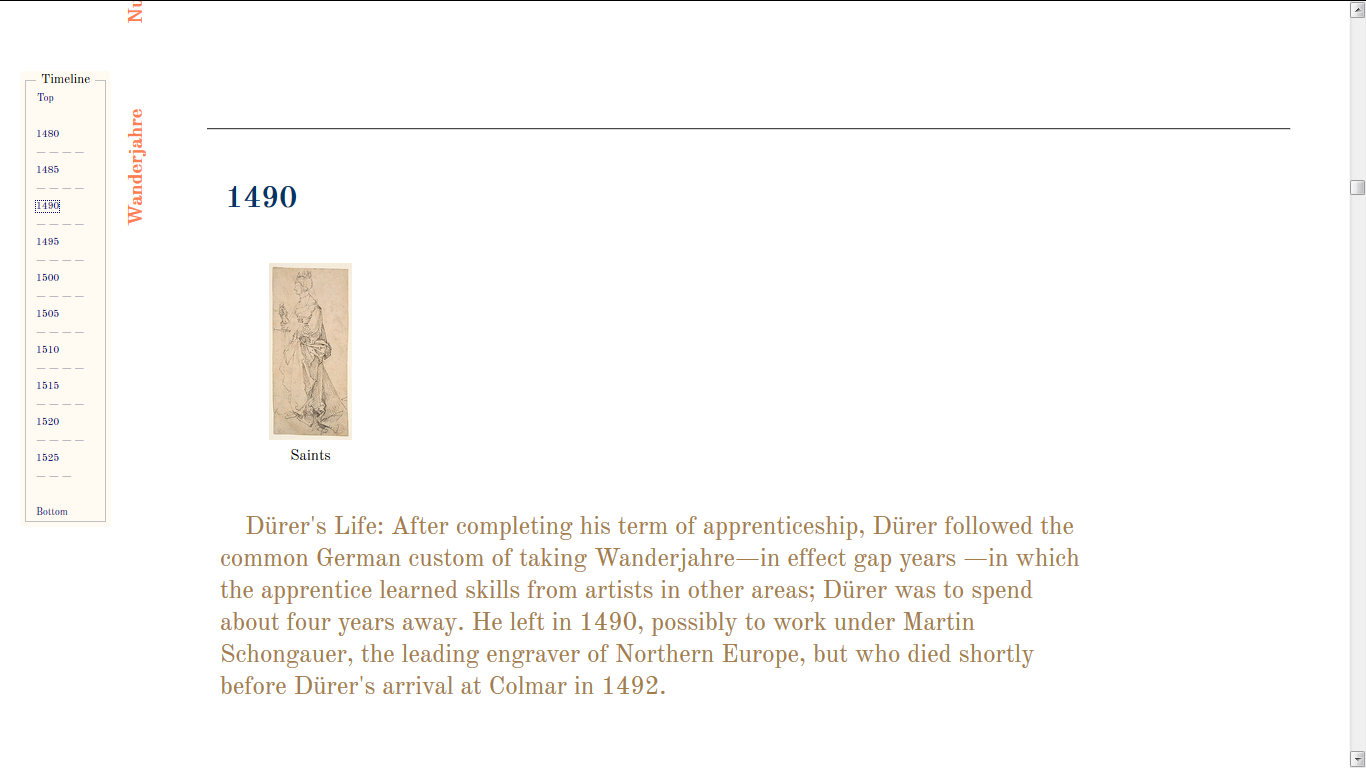 Nu
Timeline
Top
1480
1485
1490
1495
1500
1505
1510
1515
1520
1525
Bottom
Wanderjahre
1490
Saints
Dürer's Life: After completing his term of apprenticeship, Dürer followed the
common German custom of taking Wanderjahre—in effect gap years —in which
the apprentice learned skills from artists in other areas; Dürer was to spend
about four years away. He left in 1490, possibly to work under Martin
Schongauer, the leading engraver of Northern Europe, but who died shortly
before Dürer's arrival at Colmar in 1492.